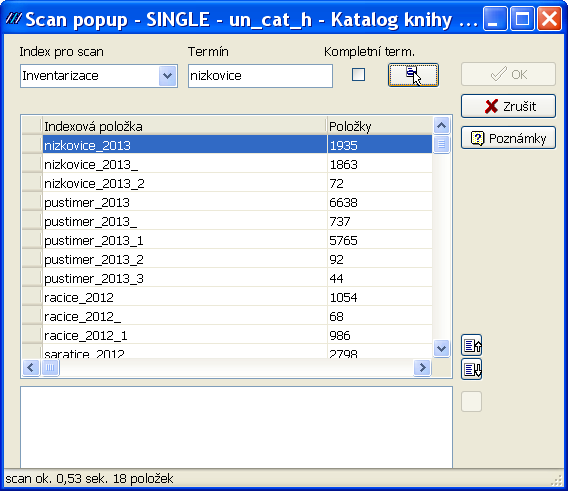 Scan popup - SINGLE - un_cat_h - Katalog knihy ...
Index pro scan Termín Kompletní term.
Inventarizace nizkovice
OK
Zrušit
Poznámky
Indexová položka Položky
nizkovice_2013 1935
nizkovice_2013_ 1863
nizkovice_2013_2 72
pustimer_2013 6638
pustimer_2013_ 737
pustimer_2013_1 5765
pustimer_2013_2 92
pustimer_2013_3 44
racice_2012 1054
racice_2012_ 68
racice_2012_1 986
saratice_2012 2798
scan ok. 0,53 sek. 18 položek